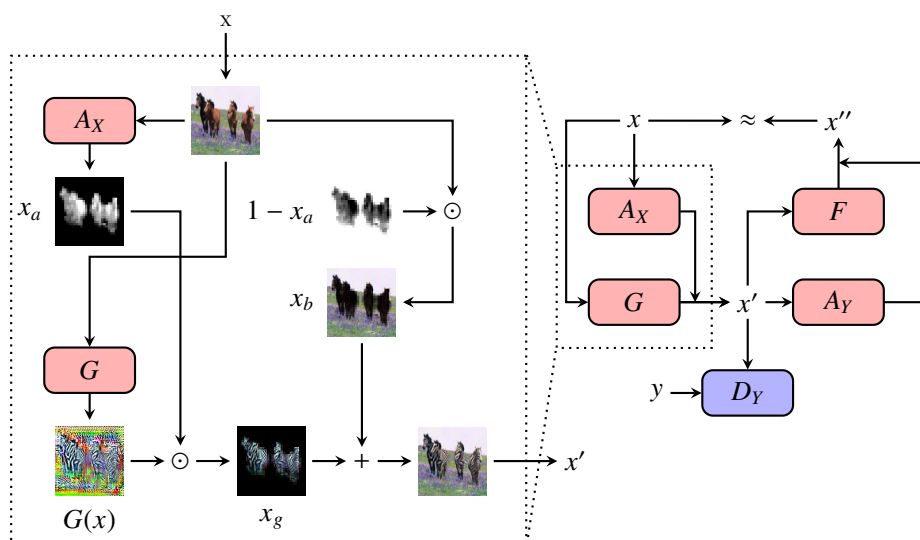 x
A_X
x_a
1 − x_a
⊙
x_b
G
G(x)
⊙
x_g
+
x′
x
≈
x′′
A_X
F
G
x′
A_Y
y
D_Y